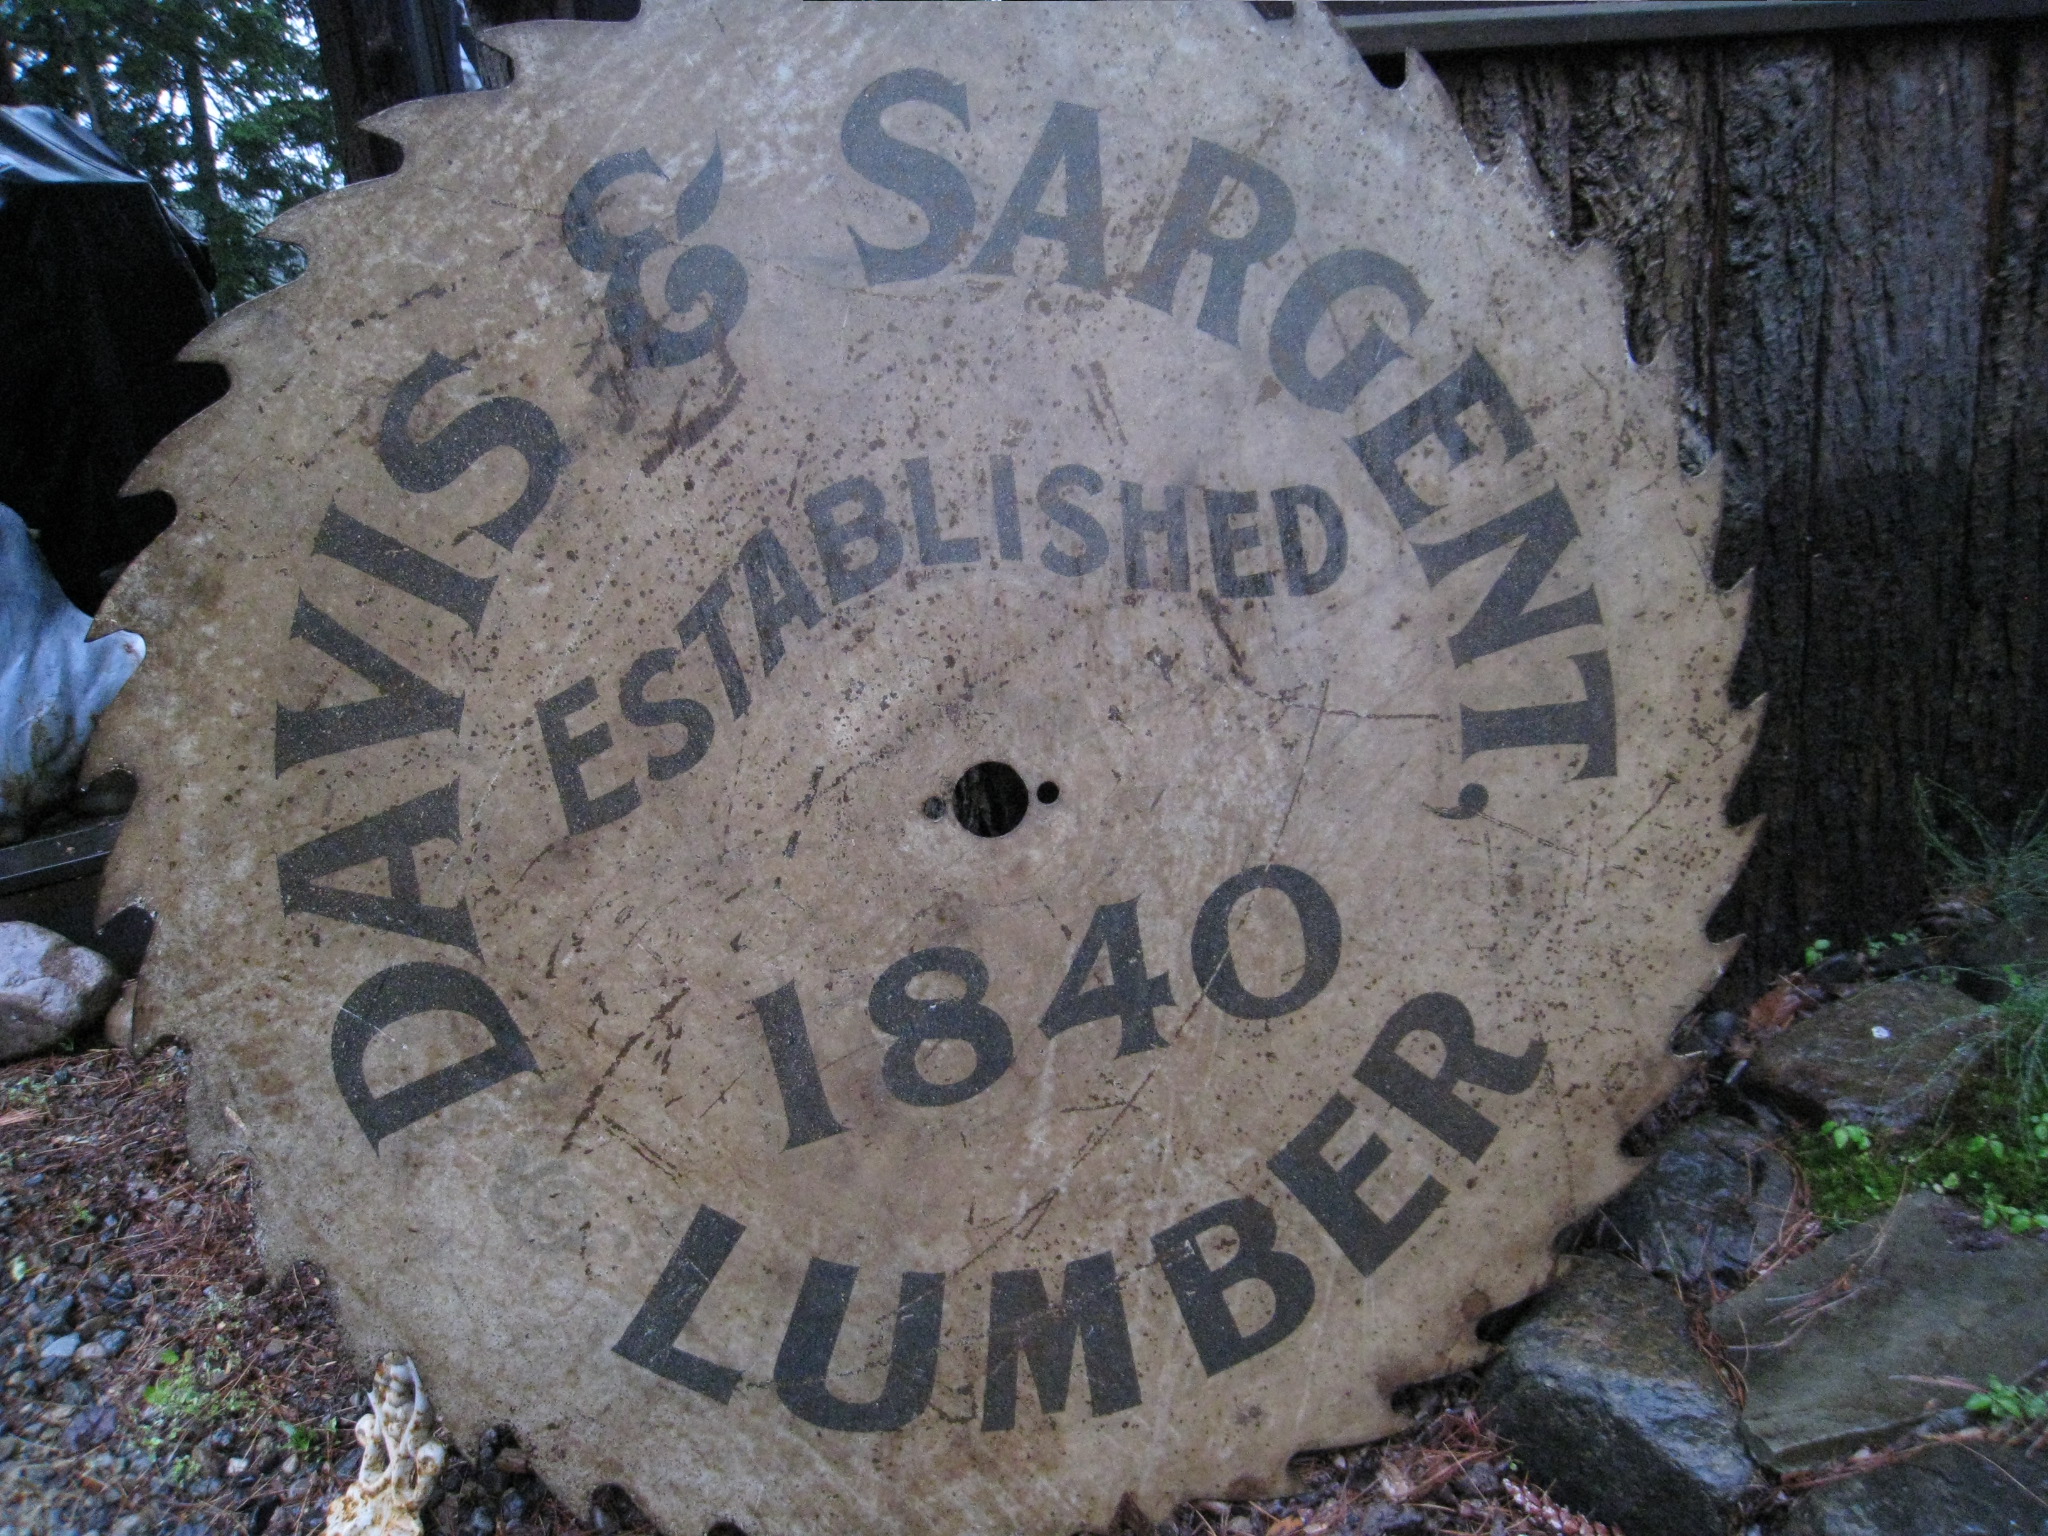 DAVIS & SARGENT,
ESTABLISHED
1840
LUMBER